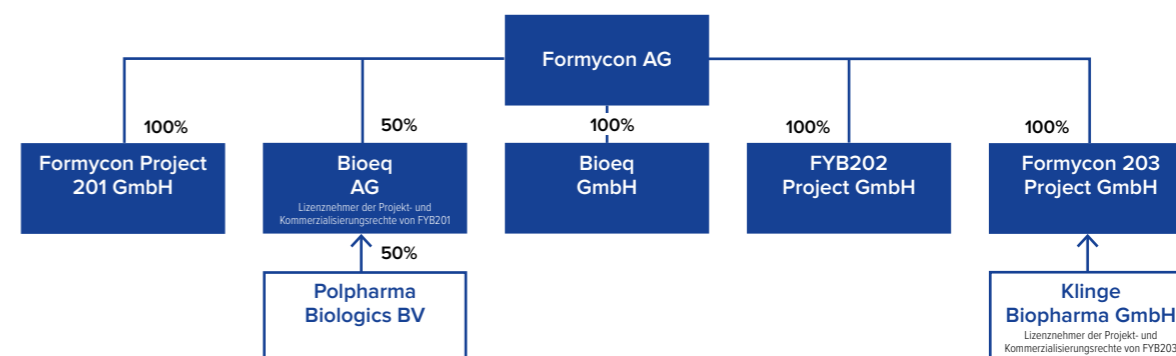 Formycon AG
100%
50%
100%
100%
100%
Formycon Project
201 GmbH
Bioeq
AG
Lizenznehmer der Projekt- und
Kommerzialisierungsrechte von FYB201
Bioeq
GmbH
FYB202
Project GmbH
Formycon 203
Project GmbH
50%
Polpharma
Biologics BV
Klinge
Biopharma GmbH
Lizenznehmer der Projekt- und
Kommerzialisierungsrechte von FYB203